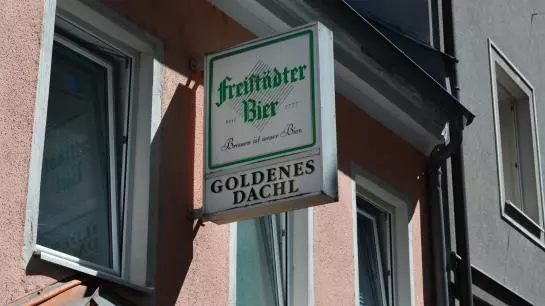 Freistädter
Bier
SEIT 1777
Brauen ist unser Bier
GOLDENES
DACHL